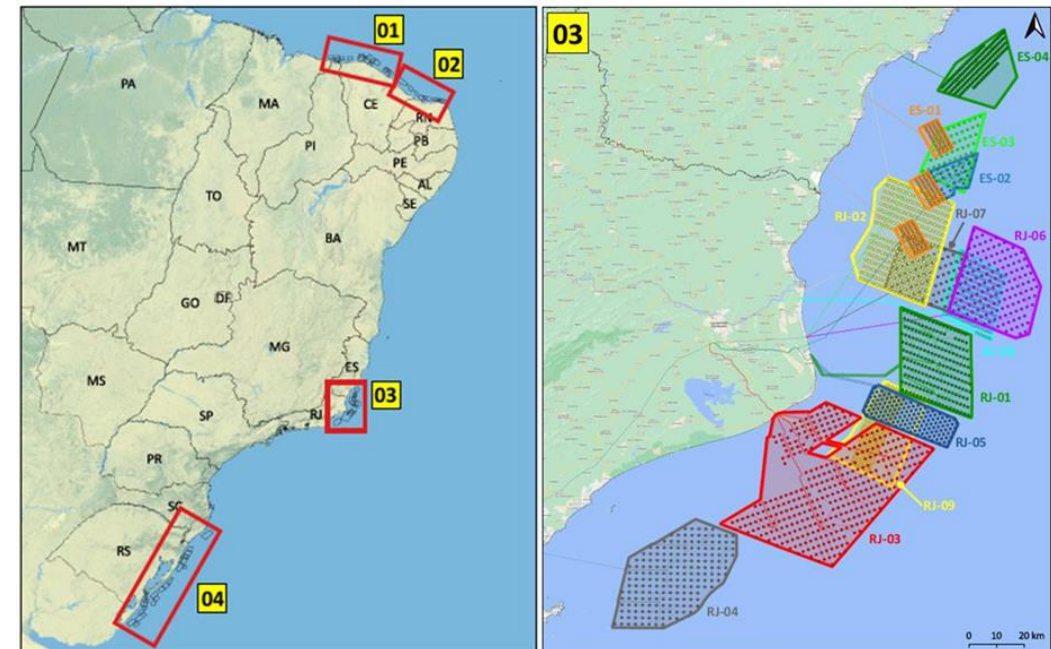 01
02
PA
MA
CE
RN
PB
PI
PE
AL
SE
TO
BA
MT
GO
DF
MG
MS
ES
SP
03
RJ
PR
SC
RS
04
03
ES-04
ES-01
ES-03
ES-02
RJ-02
RJ-07
RJ-06
RJ-01
RJ-05
RJ-09
RJ-03
RJ-04
0 10 20 km